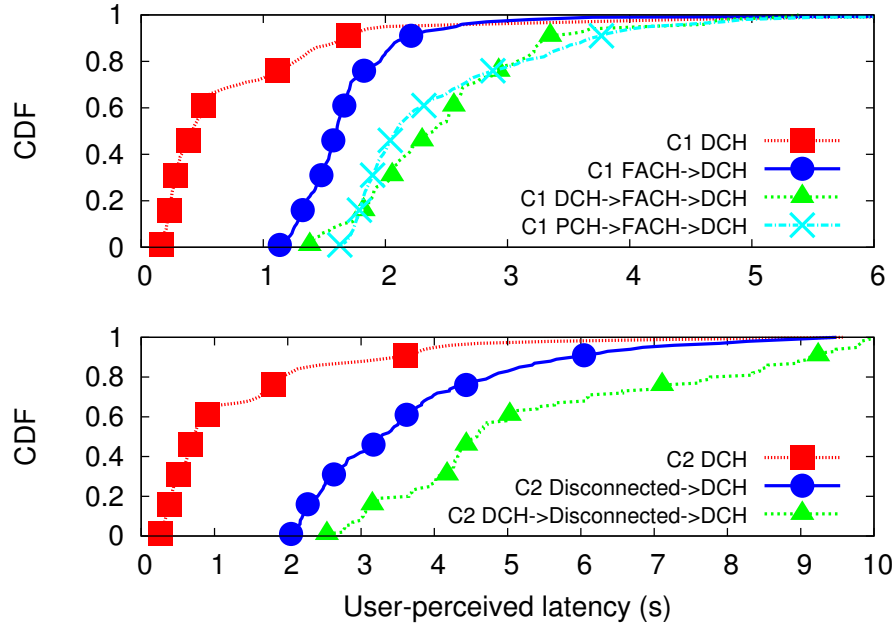 CDF
1
0.8
0.6
0.4
0.2
0
C1 DCH
C1 FACH->DCH
C1 DCH->FACH->DCH
C1 PCH->FACH->DCH
0 1 2 3 4 5 6
CDF
1
0.8
0.6
0.4
0.2
0
C2 DCH
C2 Disconnected->DCH
C2 DCH->Disconnected->DCH
0 1 2 3 4 5 6 7 8 9 10
User-perceived latency (s)